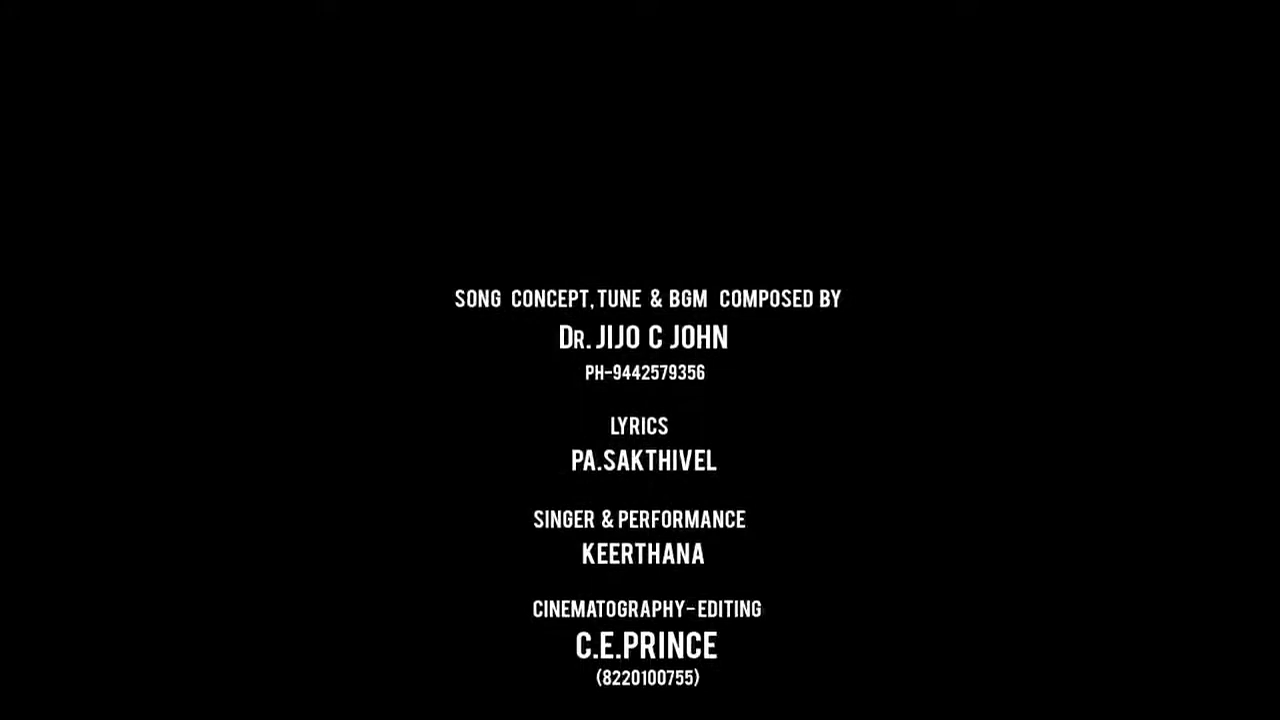 SONG CONCEPT, TUNE & BGM COMPOSED BY
DR. JIJO C JOHN
PH-9442579356
LYRICS
PA.SAKTHIVEL
SINGER & PERFORMANCE
KEERTHANA
CINEMATOGRAPHY-EDITING
C.E.PRINCE
(8220100755)